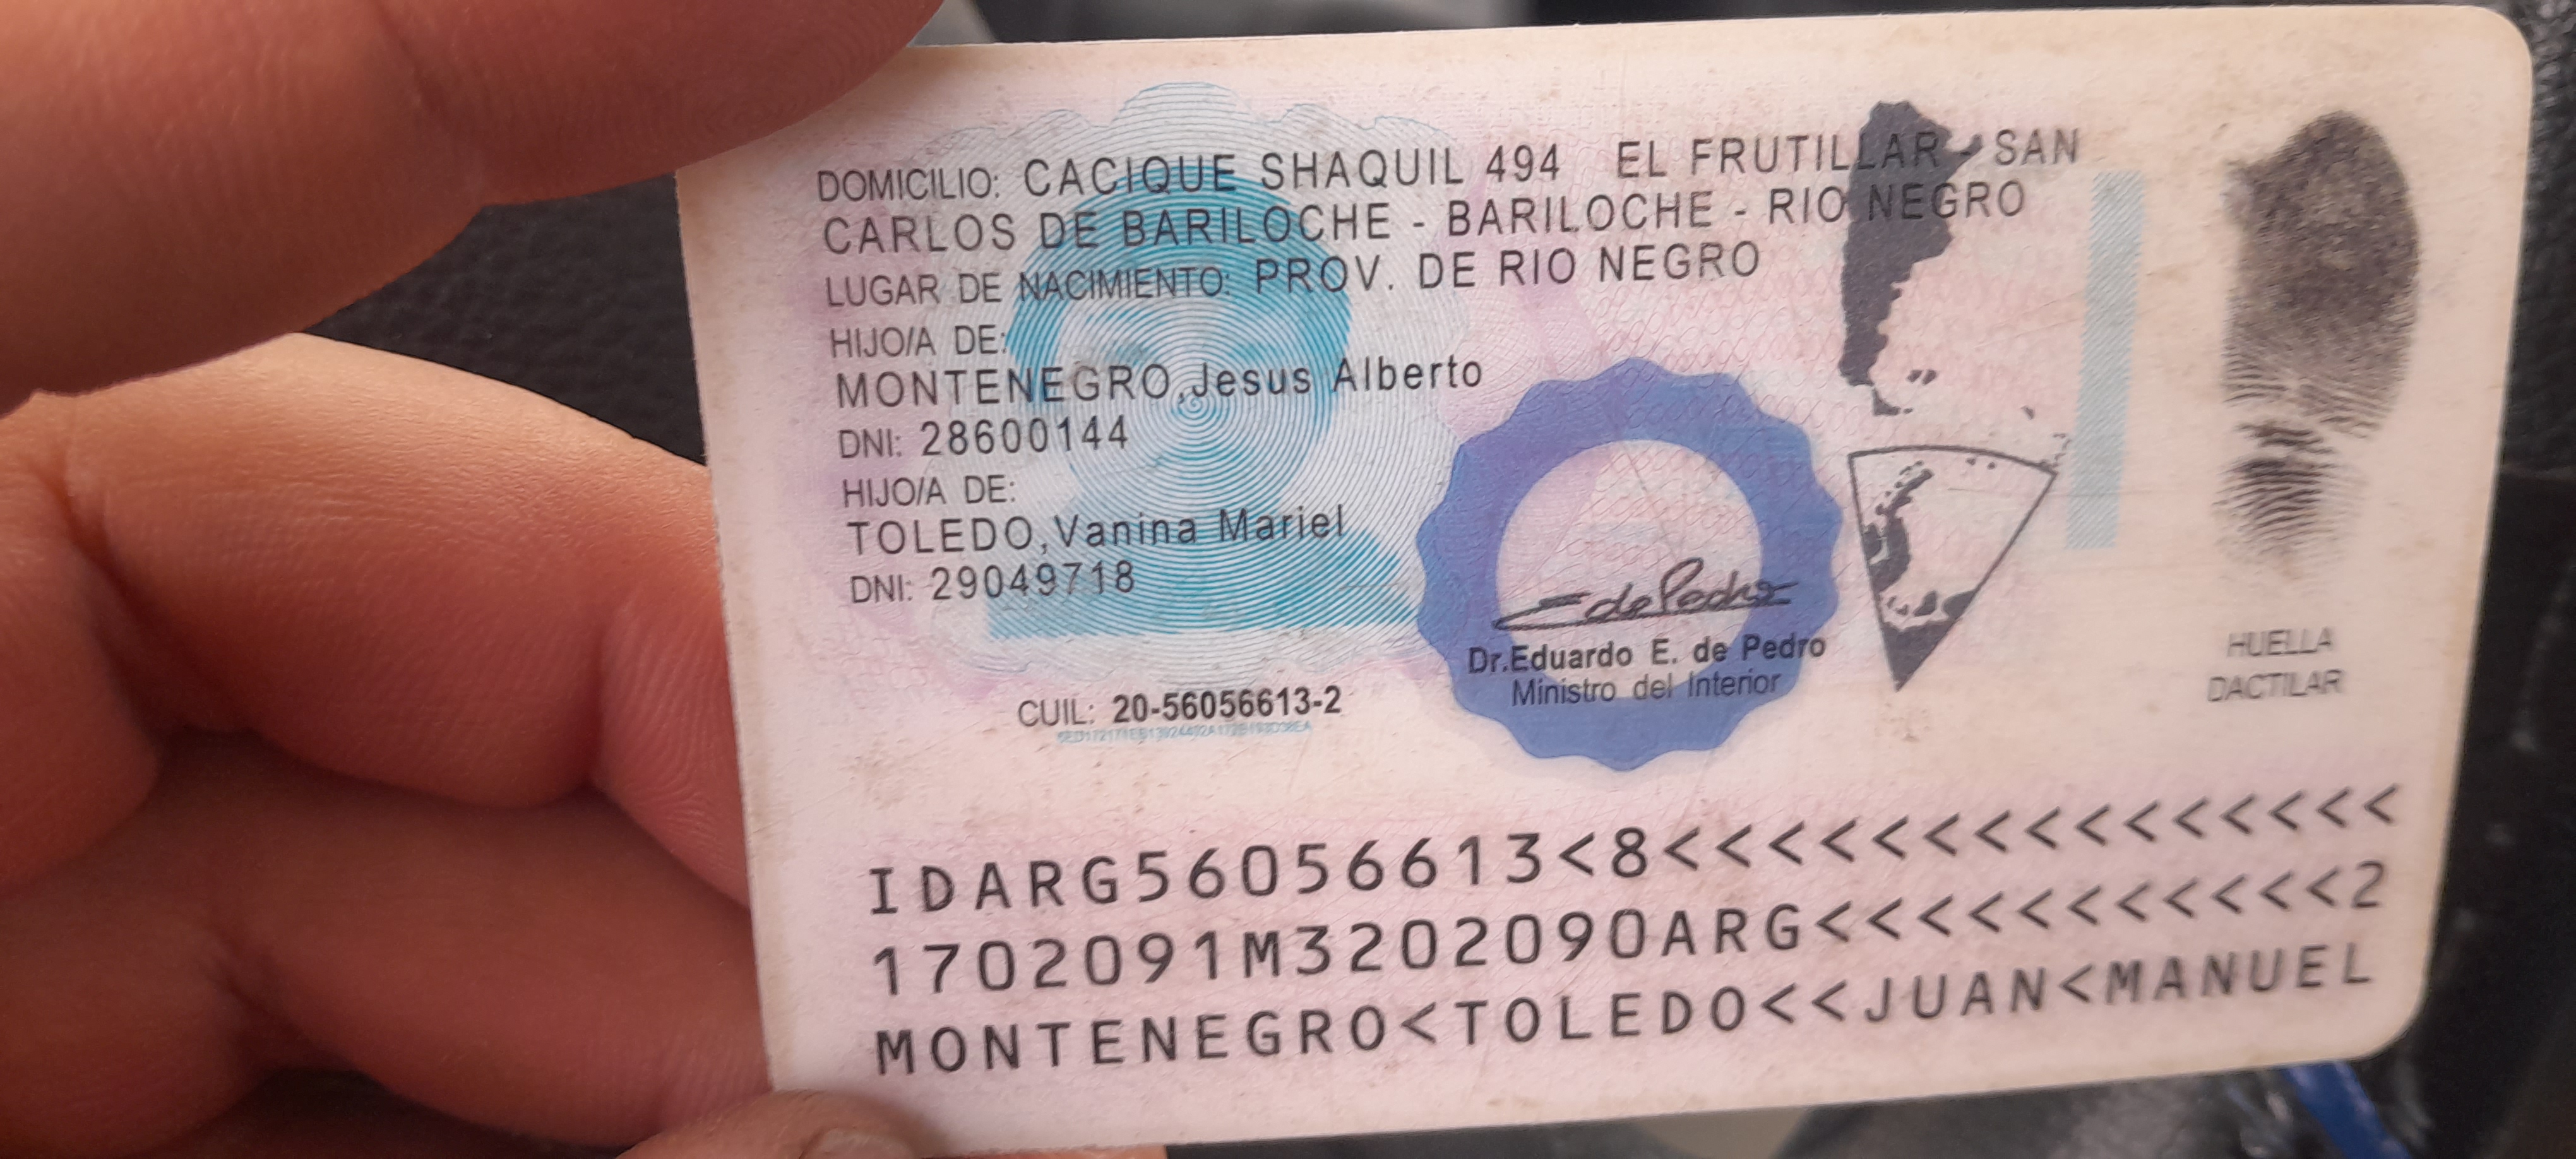 DOMICILIO: CACIQUE SHAQUIL 494 EL FRUTILLAR - SAN
CARLOS DE BARILOCHE - BARILOCHE - RIO NEGRO
LUGAR DE NACIMIENTO: PROV. DE RIO NEGRO
HIJO/A DE:
MONTENEGRO,Jesus Alberto
DNI: 28600144
HIJO/A DE:
TOLEDO,Vanina Mariel
DNI: 29049718
E de Pedro
Dr.Eduardo E. de Pedro
Ministro del Interior
CUIL: 20-56056613-2
HUELLA
DACTILAR
IDARG56056613<8<<<<<<<<<<<<<<<
1702091M3202090ARG<<<<<<<<<<<2
MONTENEGRO<TOLEDO<<JUAN<MANUEL